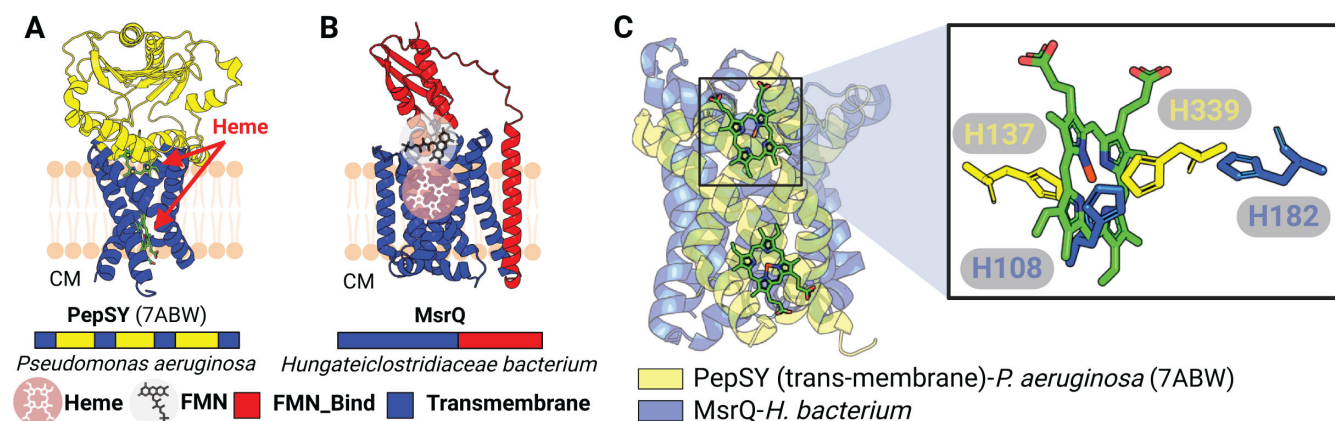 A
B
C
Heme
H137
H339
H182
H108
CM
CM
PepSY (7ABW)
MsrQ
Pseudomonas aeruginosa
Hungateiclostridiaceae bacterium
Heme FMN FMN_Bind Transmembrane
PepSY (trans-membrane)-P. aeruginosa (7ABW)
MsrQ-H. bacterium